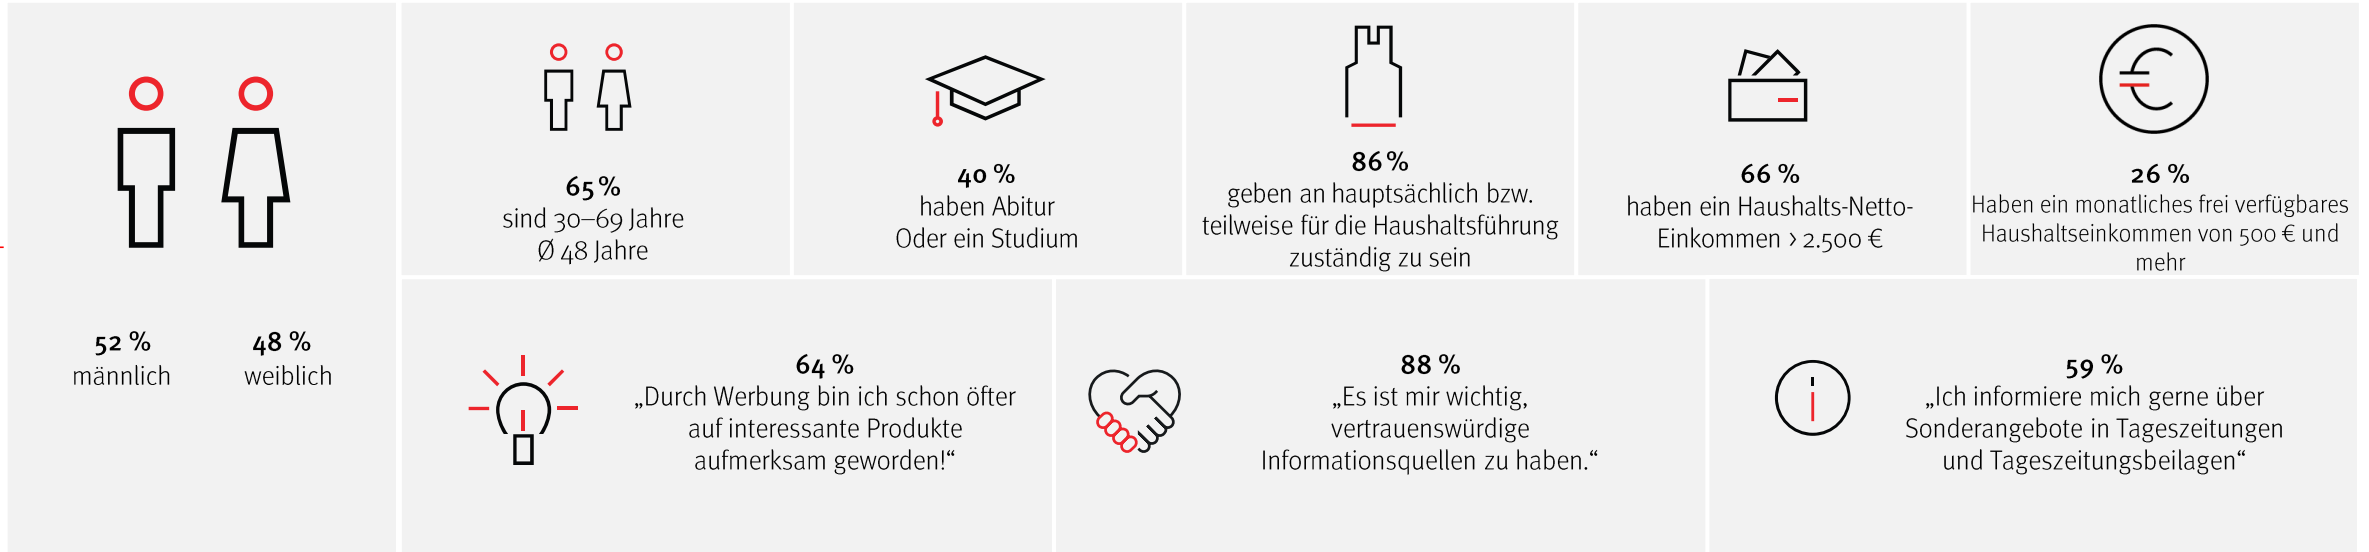 52 %
männlich
48 %
weiblich
65 %
sind 30–69 Jahre
Ø 48 Jahre
40 %
haben Abitur
Oder ein Studium
86 %
geben an hauptsächlich bzw.
teilweise für die Haushaltsführung
zuständig zu sein
66 %
haben ein Haushalts-Netto-
Einkommen > 2.500 €
26 %
Haben ein monatliches frei verfügbares
Haushaltseinkommen von 500 € und
mehr
64 %
„Durch Werbung bin ich schon öfter
auf interessante Produkte
aufmerksam geworden!“
88 %
„Es ist mir wichtig,
vertrauenswürdige
Informationsquellen zu haben.“
59 %
„Ich informiere mich gerne über
Sonderangebote in Tageszeitungen
und Tageszeitungsbeilagen“